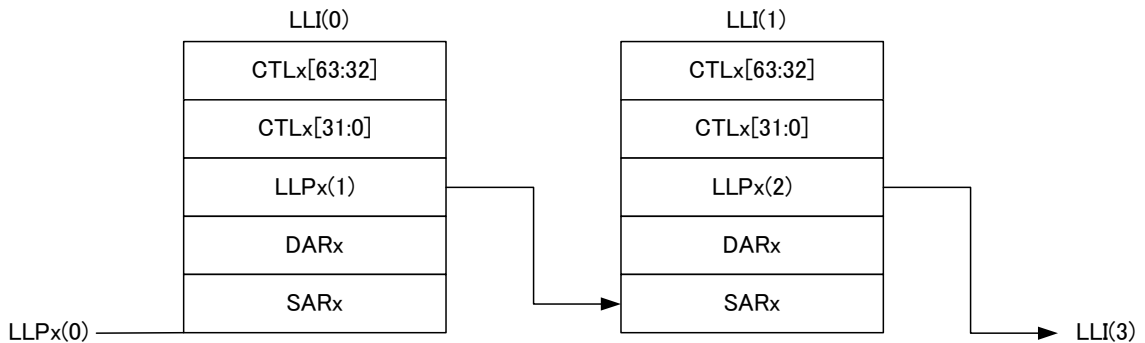 LLI(0)
CTLx[63:32]
CTLx[31:0]
LLPx(1)
DARx
SARx
LLPx(0)
LLI(1)
CTLx[63:32]
CTLx[31:0]
LLPx(2)
DARx
SARx
LLI(3)